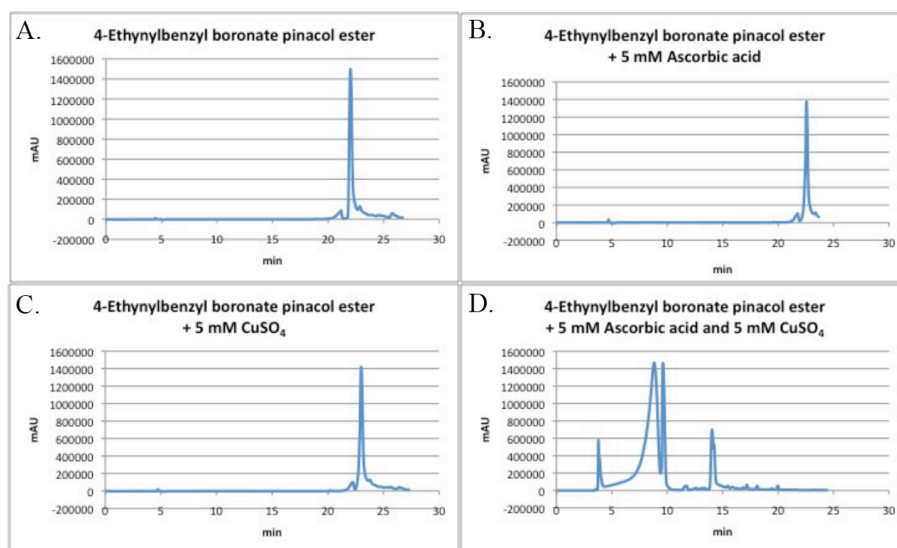 A.
4-Ethynylbenzyl boronate pinacol ester
1600000
1400000
1200000
1000000
800000
600000
400000
200000
0
-200000
mAU
0 5 10 15 20 25 30
min
B.
4-Ethynylbenzyl boronate pinacol ester
+ 5 mM Ascorbic acid
1600000
1400000
1200000
1000000
800000
600000
400000
200000
0
-200000
mAU
0 5 10 15 20 25 30
min
C.
4-Ethynylbenzyl boronate pinacol ester
+ 5 mM CuSO₄
1600000
1400000
1200000
1000000
800000
600000
400000
200000
0
-200000
mAU
0 5 10 15 20 25 30
min
D.
4-Ethynylbenzyl boronate pinacol ester
+ 5 mM Ascorbic acid and 5 mM CuSO₄
1600000
1400000
1200000
1000000
800000
600000
400000
200000
0
-200000
mAU
0 5 10 15 20 25 30
min